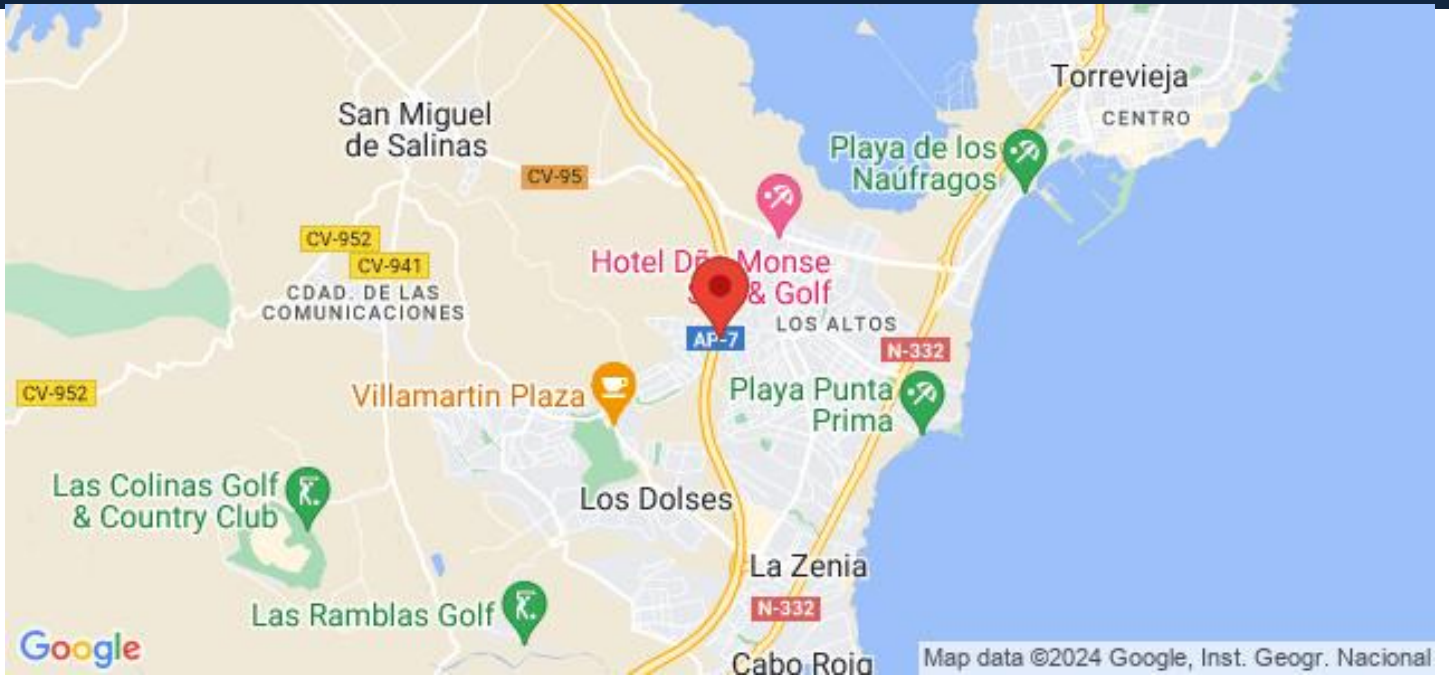 Torrevieja
CENTRO
San Miguel
de Salinas
Playa de los
Naúfragos
CV-95
CV-952
CV-941
Hotel Dña Monse
& Golf
CDAD. DE LAS
COMUNICACIONES
LOS ALTOS
AP-7
N-332
CV-952
Villamartin Plaza
Playa Punta
Prima
Las Colinas Golf
& Country Club
Los Dolses
La Zenia
Las Ramblas Golf
N-332
Google
Cabo Roig
Map data ©2024 Google, Inst. Geogr. Nacional